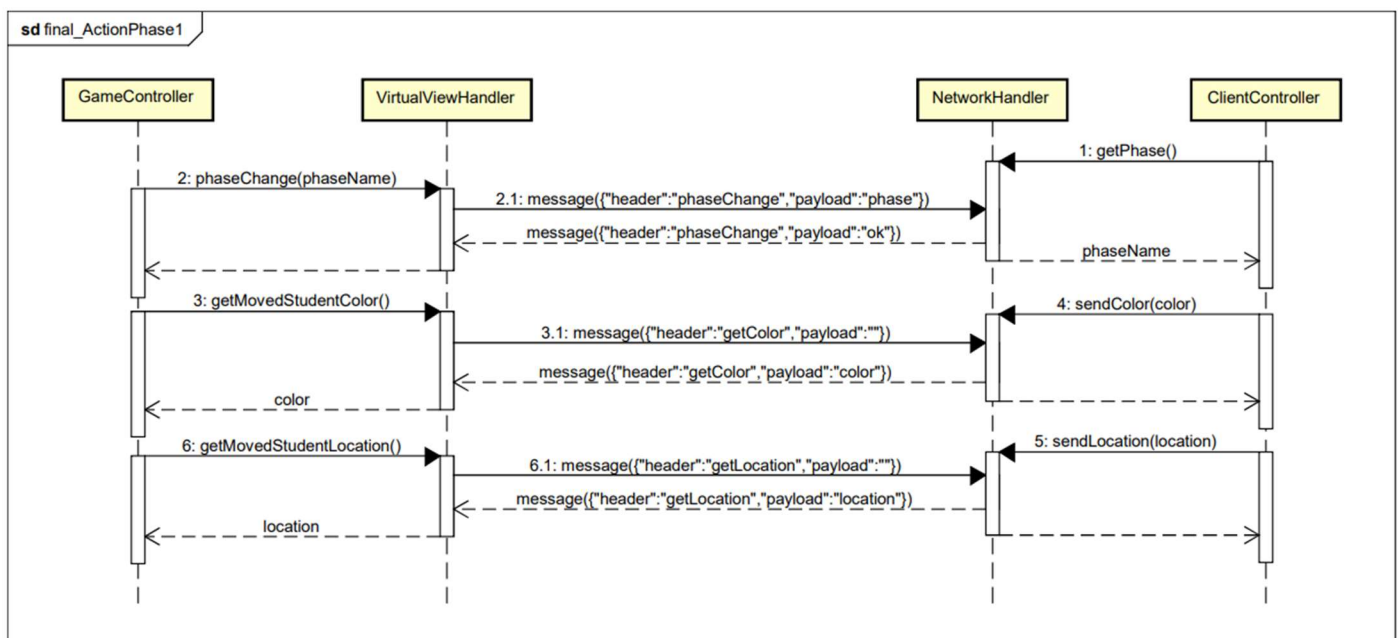 sd final_ActionPhase1
GameController
VirtualViewHandler
NetworkHandler
ClientController
1: getPhase()
2: phaseChange(phaseName)
2.1: message({"header":"phaseChange","payload":"phase"})
message({"header":"phaseChange","payload":"ok"})
phaseName
3: getMovedStudentColor()
4: sendColor(color)
3.1: message({"header":"getColor","payload":""})
message({"header":"getColor","payload":"color"})
color
6: getMovedStudentLocation()
5: sendLocation(location)
6.1: message({"header":"getLocation","payload":""})
message({"header":"getLocation","payload":"location"})
location